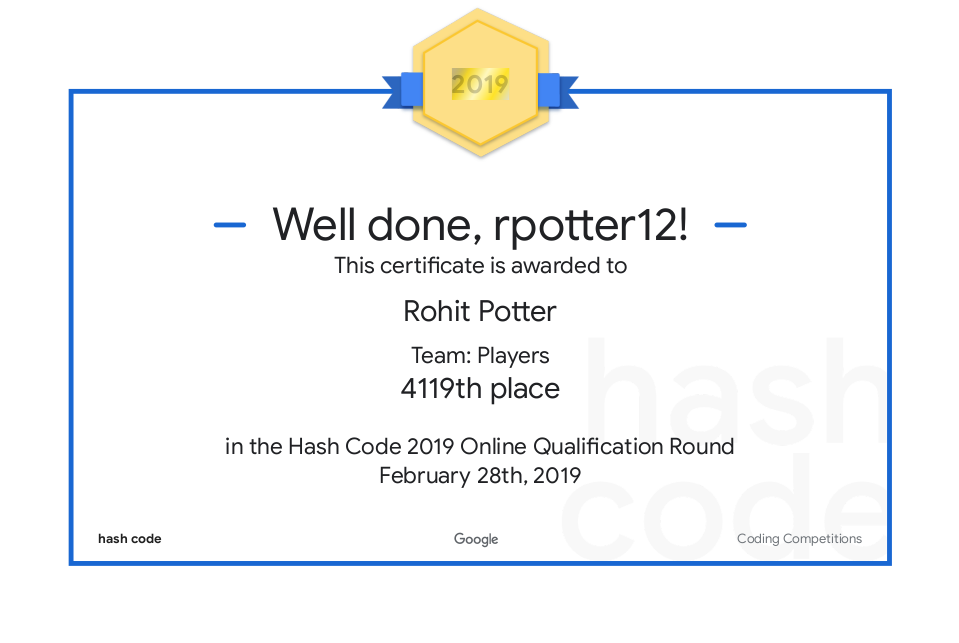 2019
Well done, rpotter12!
This certificate is awarded to
Rohit Potter
Team: Players
4119th place
in the Hash Code 2019 Online Qualification Round
February 28th, 2019
hash
code
hash code
Google
Coding Competitions